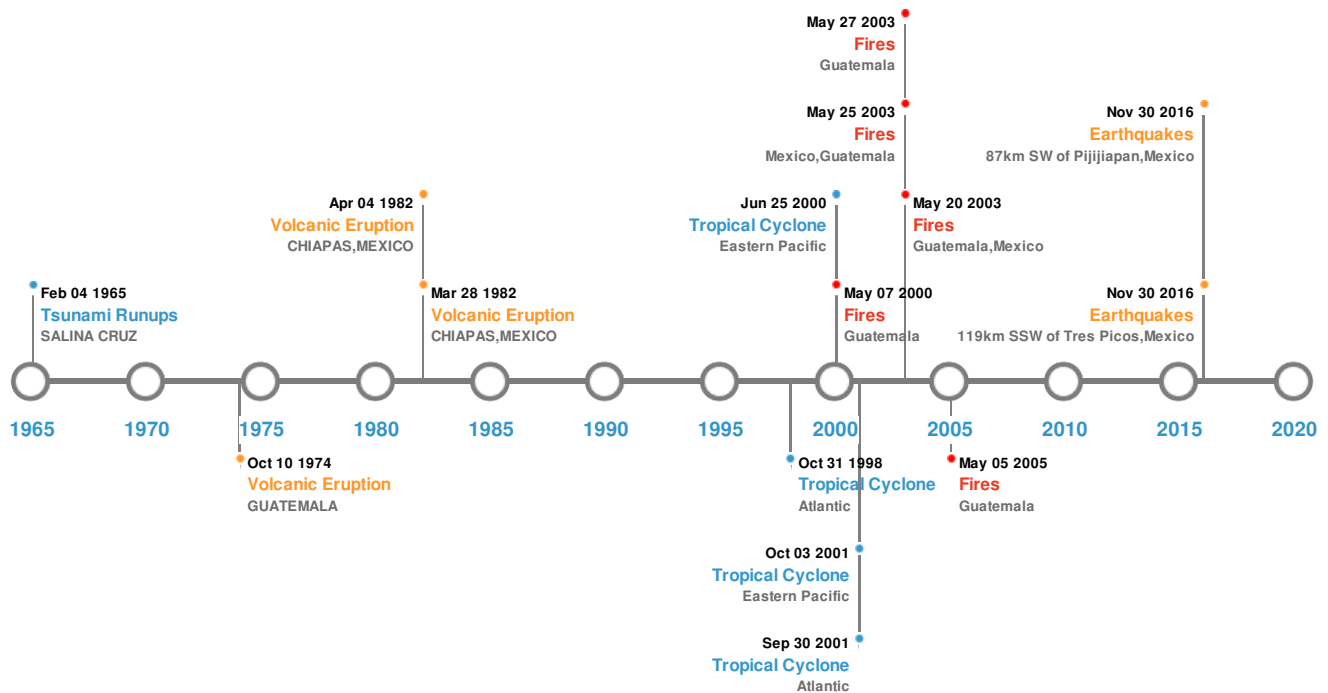 May 27 2003
Fires
Guatemala
May 25 2003
Fires
Mexico,Guatemala
Nov 30 2016
Earthquakes
87km SW of Pijijiapan,Mexico
Apr 04 1982
Volcanic Eruption
CHIAPAS,MEXICO
Jun 25 2000
Tropical Cyclone
Eastern Pacific
May 20 2003
Fires
Guatemala,Mexico
Feb 04 1965
Tsunami Runups
SALINA CRUZ
Mar 28 1982
Volcanic Eruption
CHIAPAS,MEXICO
May 07 2000
Fires
Guatemala
Nov 30 2016
Earthquakes
119km SSW of Tres Picos,Mexico
1965 1970 1975 1980 1985 1990 1995 2000 2005 2010 2015 2020
Oct 10 1974
Volcanic Eruption
GUATEMALA
Oct 31 1998
Tropical Cyclone
Atlantic
May 05 2005
Fires
Guatemala
Oct 03 2001
Tropical Cyclone
Eastern Pacific
Sep 30 2001
Tropical Cyclone
Atlantic